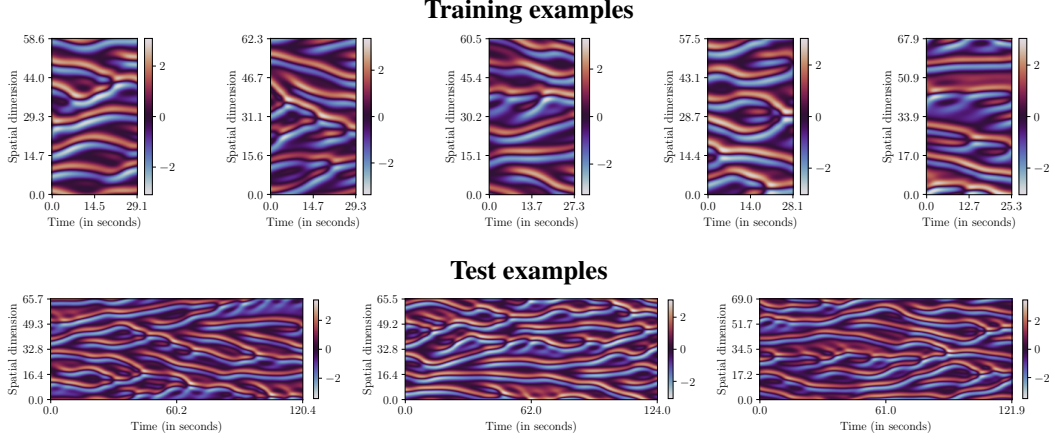 Training examples
58.6
44.0
29.3
14.7
0.0
Spatial dimension
0.0 14.5 29.1
Time (in seconds)
2
0
−2
62.3
46.7
31.1
15.6
0.0
Spatial dimension
0.0 14.7 29.3
Time (in seconds)
2
0
−2
60.5
45.4
30.2
15.1
0.0
Spatial dimension
0.0 13.7 27.3
Time (in seconds)
2
0
−2
57.5
43.1
28.7
14.4
0.0
Spatial dimension
0.0 14.0 28.1
Time (in seconds)
2
0
−2
67.9
50.9
33.9
17.0
0.0
Spatial dimension
0.0 12.7 25.3
Time (in seconds)
2
0
−2
Test examples
65.7
49.3
32.8
16.4
0.0
Spatial dimension
0.0 60.2 120.4
Time (in seconds)
2
0
−2
65.6
49.2
32.8
16.4
0.0
Spatial dimension
0.0 62.0 124.0
Time (in seconds)
2
0
−2
69.0
51.7
34.5
17.2
0.0
Spatial dimension
0.0 61.0 121.9
Time (in seconds)
2
0
−2